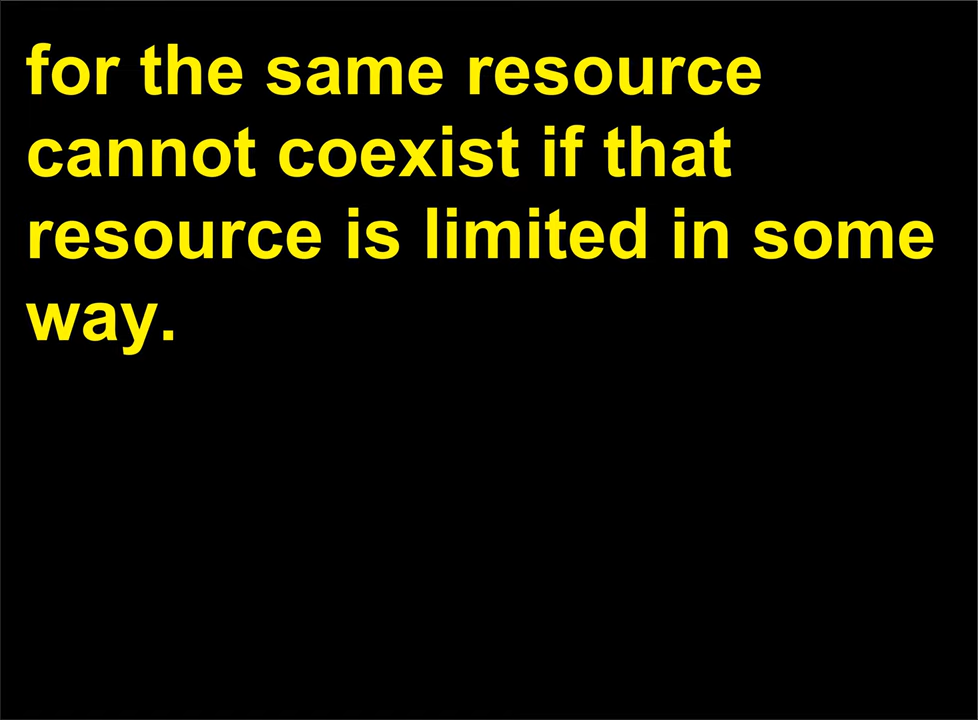 for the same resource
cannot coexist if that
resource is limited in some
way.